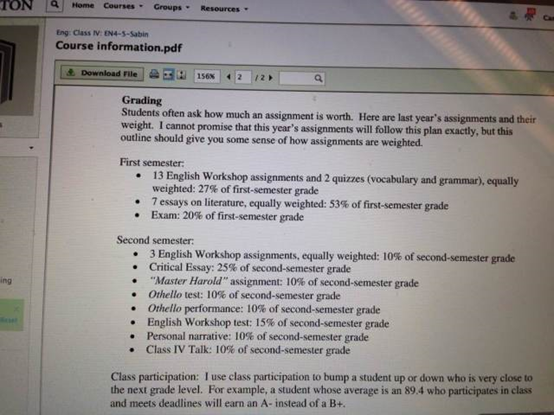 TON
Home Courses Groups Resources
Eng: Class IV: EN4-5-Sabin
Course information.pdf
Download File 156% 2 / 2
Grading
Students often ask how much an assignment is worth. Here are last year's assignments and their
weight. I cannot promise that this year's assignments will follow this plan exactly, but this
outline should give you some sense of how assignments are weighted.
First semester:
• 13 English Workshop assignments and 2 quizzes (vocabulary and grammar), equally
weighted: 27% of first-semester grade
• 7 essays on literature, equally weighted: 53% of first-semester grade
• Exam: 20% of first-semester grade
Second semester:
• 3 English Workshop assignments, equally weighted: 10% of second-semester grade
• Critical Essay: 25% of second-semester grade
• "Master Harold" assignment: 10% of second-semester grade
• Othello test: 10% of second-semester grade
• Othello performance: 10% of second-semester grade
• English Workshop test: 15% of second-semester grade
• Personal narrative: 10% of second-semester grade
• Class IV Talk: 10% of second-semester grade
ing
Class participation: I use class participation to bump a student up or down who is very close to
the next grade level. For example, a student whose average is an 89.4 who participates in class
and meets deadlines will earn an A- instead of a B+.